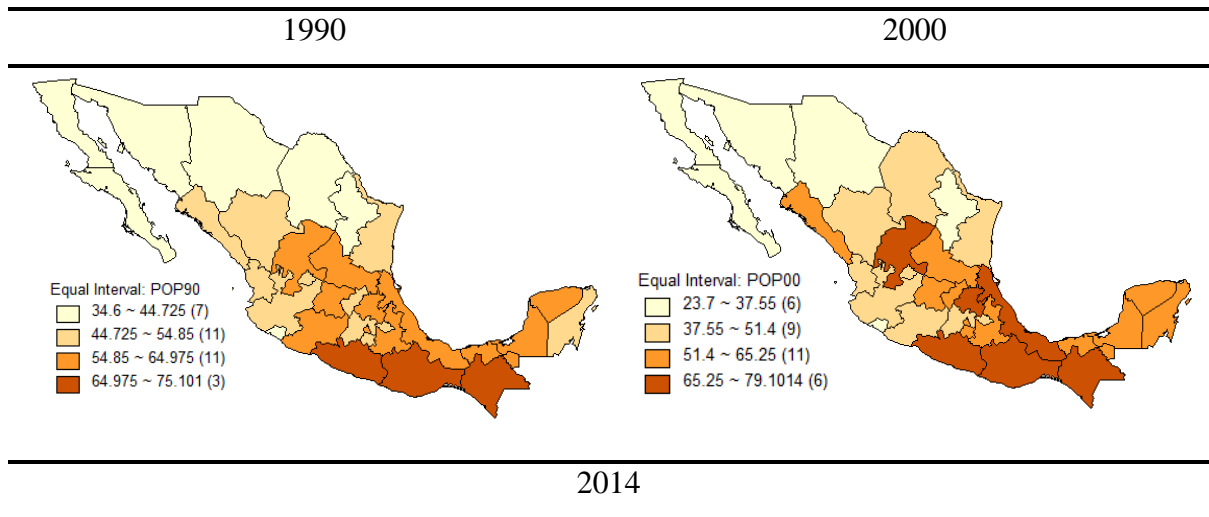 1990
2000
Equal Interval: POP90
34.6 ~ 44.725 (7)
44.725 ~ 54.85 (11)
54.85 ~ 64.975 (11)
64.975 ~ 75.101 (3)
Equal Interval: POP00
23.7 ~ 37.55 (6)
37.55 ~ 51.4 (9)
51.4 ~ 65.25 (11)
65.25 ~ 79.1014 (6)
2014